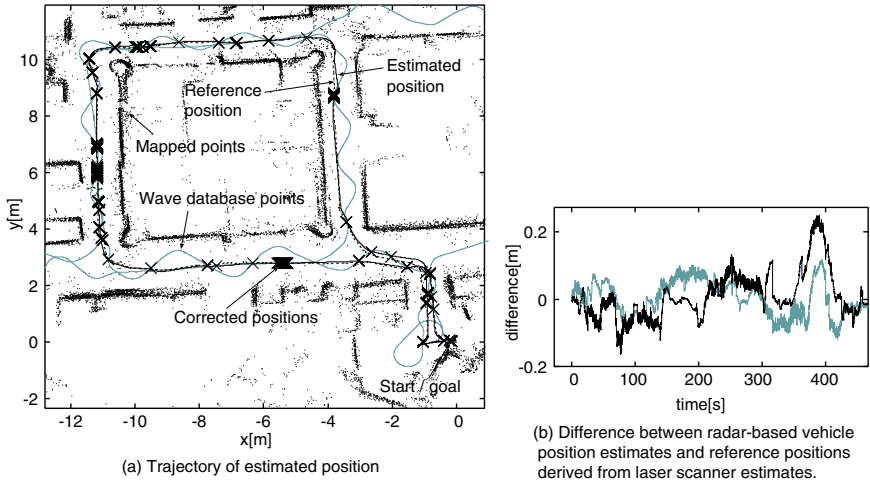 10
8
6
4
2
0
-2
y[m]
-12
-10
-8
-6
-4
-2
0
x[m]
Estimated
position
Reference
position
Mapped points
Wave database points
Corrected positions
Start / goal
(a) Trajectory of estimated position
0.2
0
-0.2
difference[m]
0
100
200
300
400
time[s]
(b) Difference between radar-based vehicle
position estimates and reference positions
derived from laser scanner estimates.